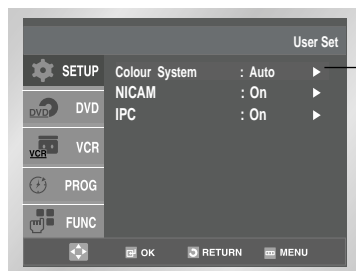 User Set
SETUP
DVD DVD
VCR VCR
PROG
FUNC
Colour System : Auto ►
NICAM : On ►
IPC : On ►
OK RETURN MENU